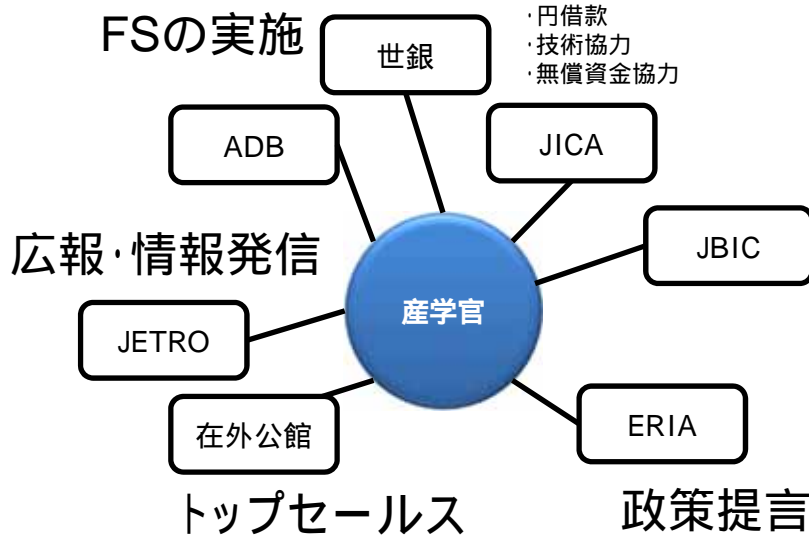 FSの実施
世銀
・円借款
・技術協力
・無償資金協力
ADB
JICA
広報・情報発信
JBIC
産学官
JETRO
在外公館
ERIA
トップセールス
政策提言